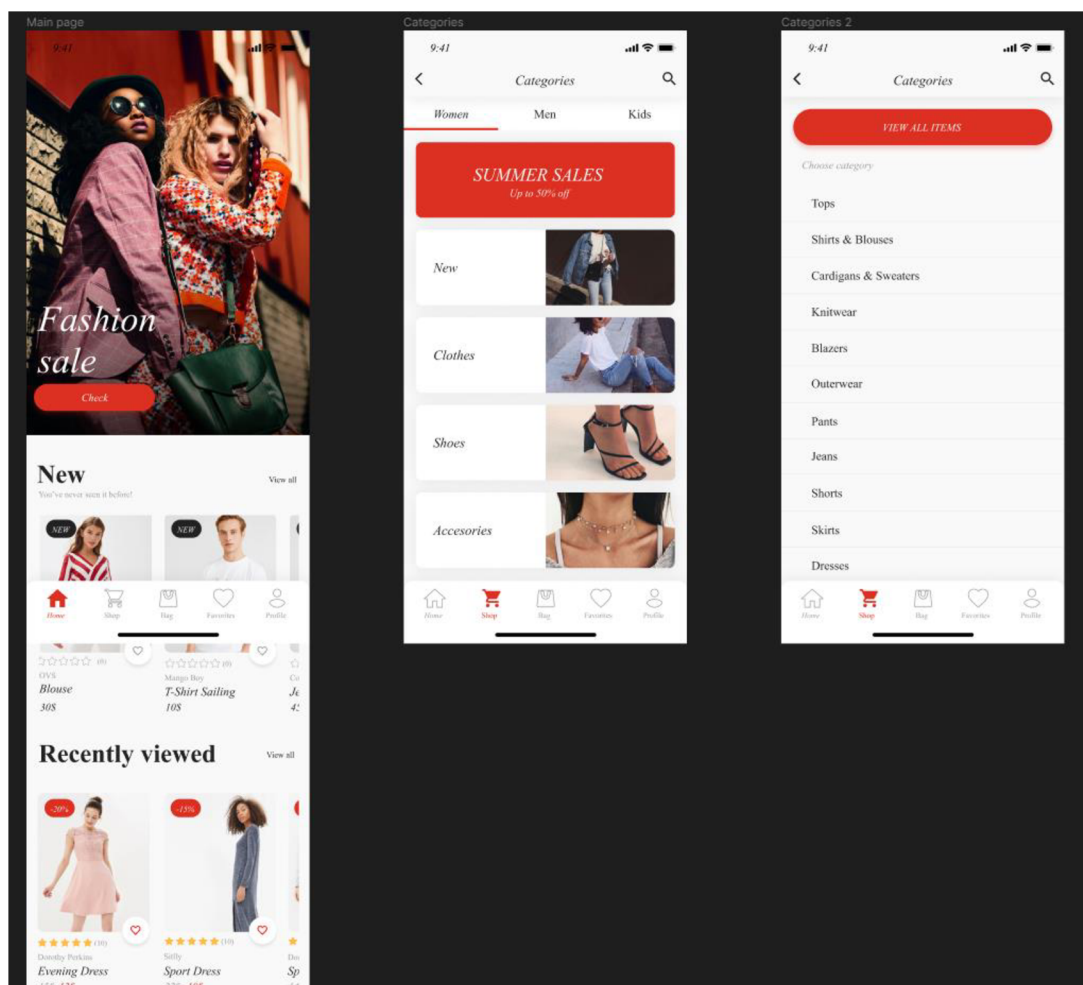 Main page
9:41
Fashion
sale
Check
New
View all
You've never seen it before!
NEW
NEW
Home
Shop
Bag
Favorites
Profile
(0)
(0)
OVS
Mango Boy
Blouse
T-Shirt Sailing
30$
10$
Recently viewed
View all
-20%
-15%
(10)
(10)
Dorothy Perkins
Sitlly
Evening Dress
Sport Dress
Sp
Categories
9:41
Categories
Women
Men
Kids
SUMMER SALES
Up to 50% off
New
Clothes
Shoes
Accesories
Home
Shop
Bag
Favorites
Profile
Categories 2
9:41
Categories
VIEW ALL ITEMS
Choose category
Tops
Shirts & Blouses
Cardigans & Sweaters
Knitwear
Blazers
Outerwear
Pants
Jeans
Shorts
Skirts
Dresses
Home
Shop
Bag
Favorites
Profile